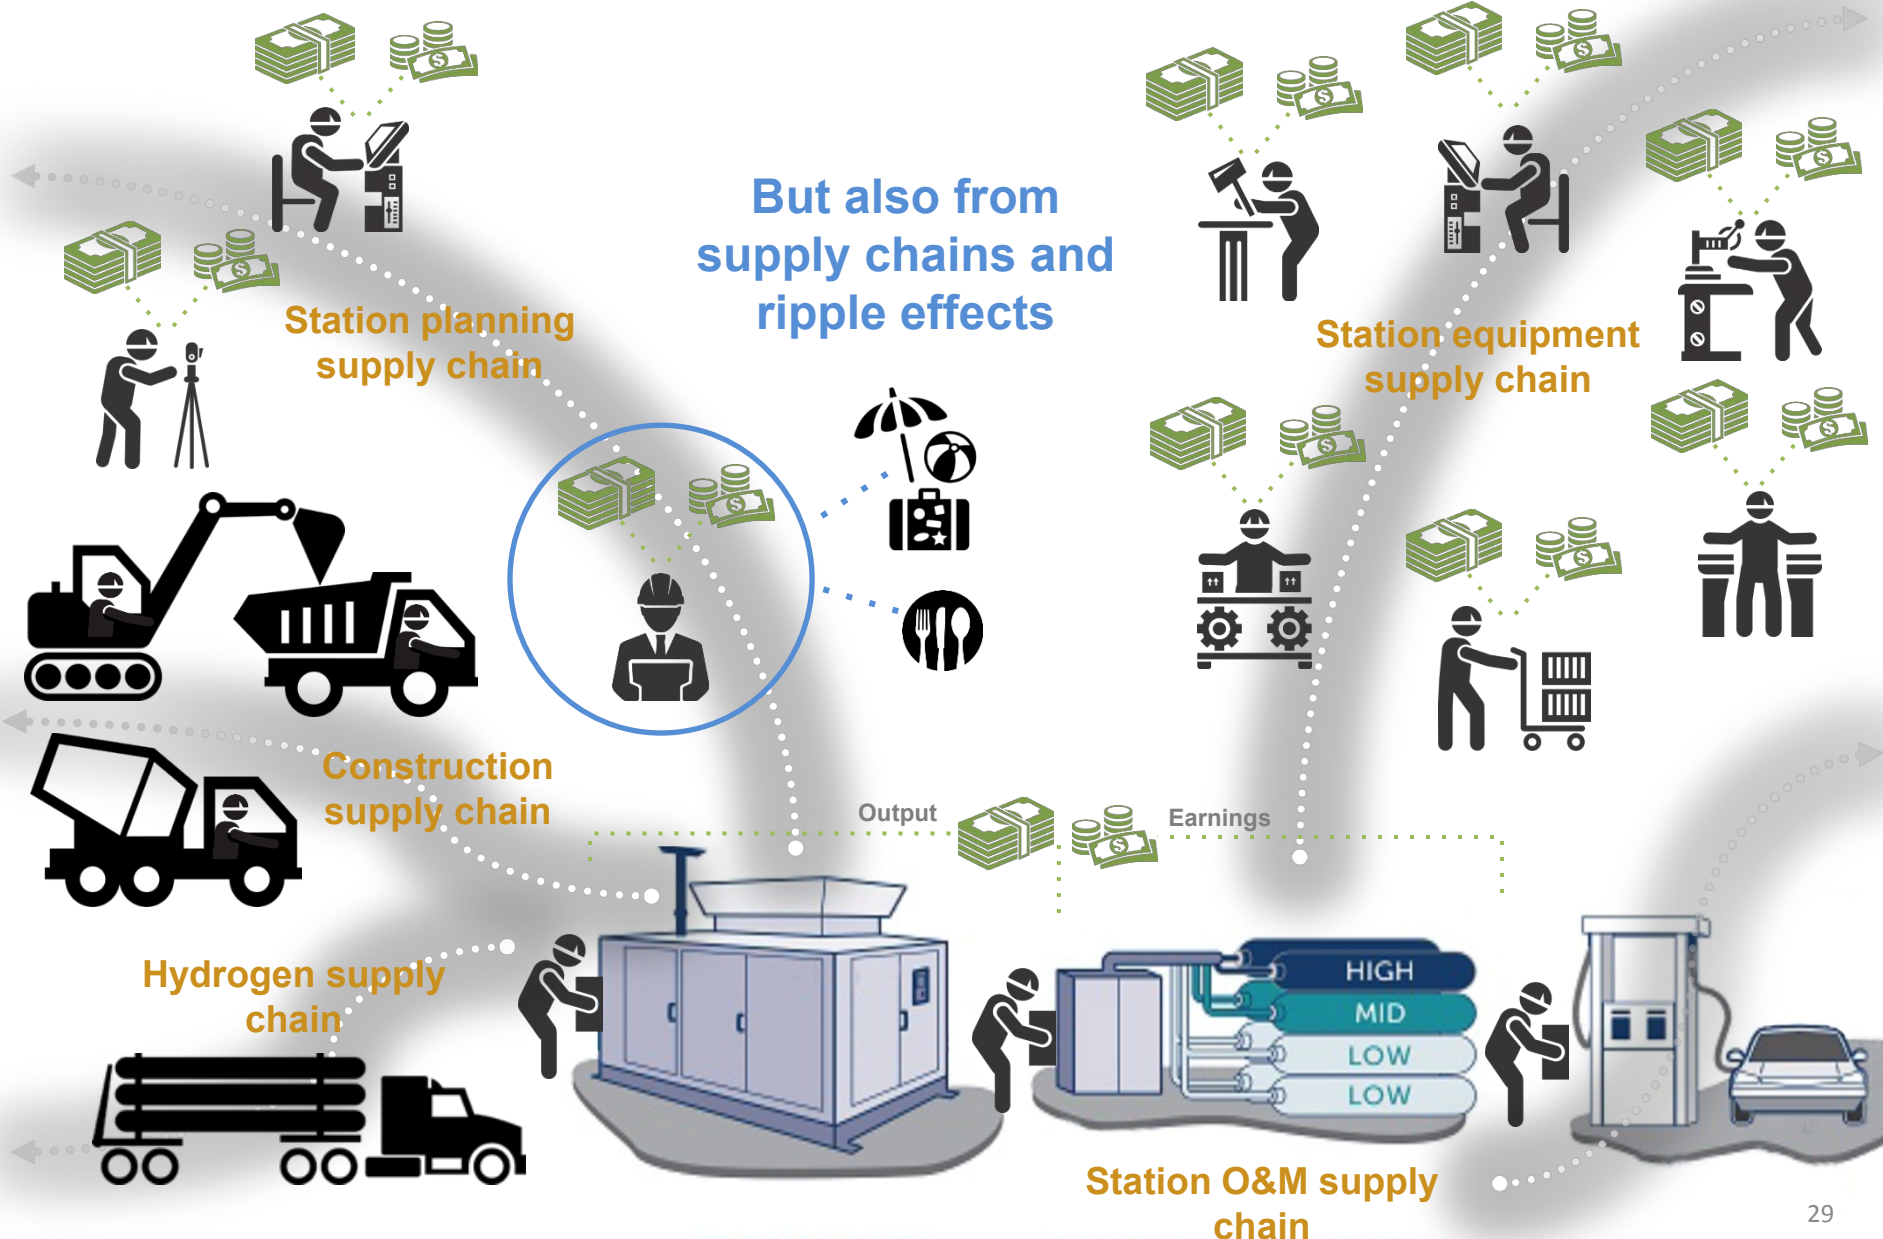 But also from
supply chains and
ripple effects
Station planning
supply chain
Station equipment
supply chain
Construction
supply chain
Output
Earnings
Hydrogen supply
chain
HIGH
MID
LOW
LOW
Station O&M supply
chain
29